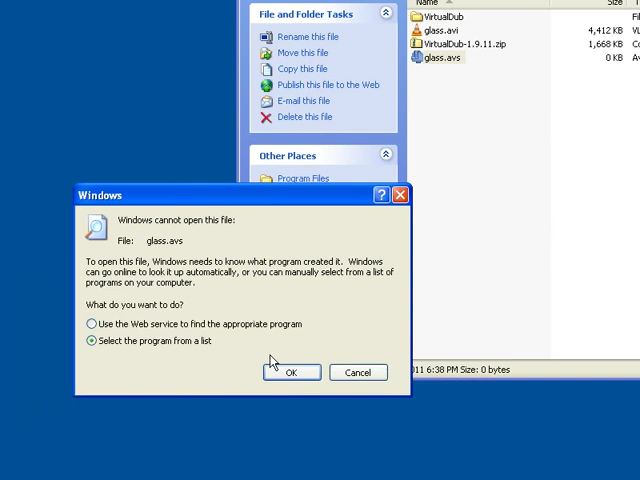 Name
Size
File and Folder Tasks
Rename this file
Move this file
Copy this file
Publish this file to the Web
E-mail this file
Delete this file
Other Places
Program Files
VirtualDub
glass.avi
4,412 KB
VirtualDub-1.9.11.zip
1,668 KB
glass.avs
0 KB
Windows
Windows cannot open this file:
File: glass.avs
To open this file, Windows needs to know what program created it. Windows
can go online to look it up automatically, or you can manually select from a list of
programs on your computer.
What do you want to do?
Use the Web service to find the appropriate program
Select the program from a list
OK
Cancel
6:38 PM Size: 0 bytes